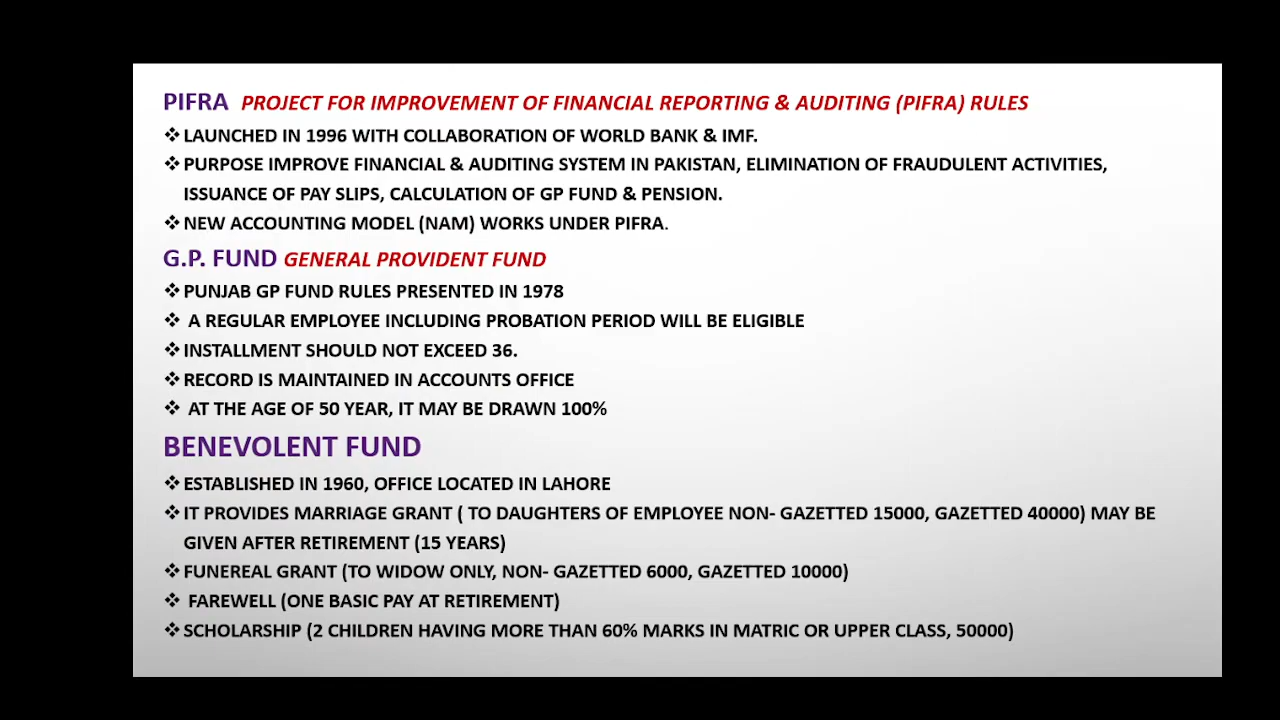 PIFRA PROJECT FOR IMPROVEMENT OF FINANCIAL REPORTING & AUDITING (PIFRA) RULES
❖LAUNCHED IN 1996 WITH COLLABORATION OF WORLD BANK & IMF.
❖PURPOSE IMPROVE FINANCIAL & AUDITING SYSTEM IN PAKISTAN, ELIMINATION OF FRAUDULENT ACTIVITIES,
ISSUANCE OF PAY SLIPS, CALCULATION OF GP FUND & PENSION.
❖NEW ACCOUNTING MODEL (NAM) WORKS UNDER PIFRA.
G.P. FUND GENERAL PROVIDENT FUND
❖PUNJAB GP FUND RULES PRESENTED IN 1978
❖ A REGULAR EMPLOYEE INCLUDING PROBATION PERIOD WILL BE ELIGIBLE
❖INSTALLMENT SHOULD NOT EXCEED 36.
❖RECORD IS MAINTAINED IN ACCOUNTS OFFICE
❖ AT THE AGE OF 50 YEAR, IT MAY BE DRAWN 100%
BENEVOLENT FUND
❖ESTABLISHED IN 1960, OFFICE LOCATED IN LAHORE
❖IT PROVIDES MARRIAGE GRANT ( TO DAUGHTERS OF EMPLOYEE NON- GAZETTED 15000, GAZETTED 40000) MAY BE
GIVEN AFTER RETIREMENT (15 YEARS)
❖FUNEREAL GRANT (TO WIDOW ONLY, NON- GAZETTED 6000, GAZETTED 10000)
❖ FAREWELL (ONE BASIC PAY AT RETIREMENT)
❖SCHOLARSHIP (2 CHILDREN HAVING MORE THAN 60% MARKS IN MATRIC OR UPPER CLASS, 50000)